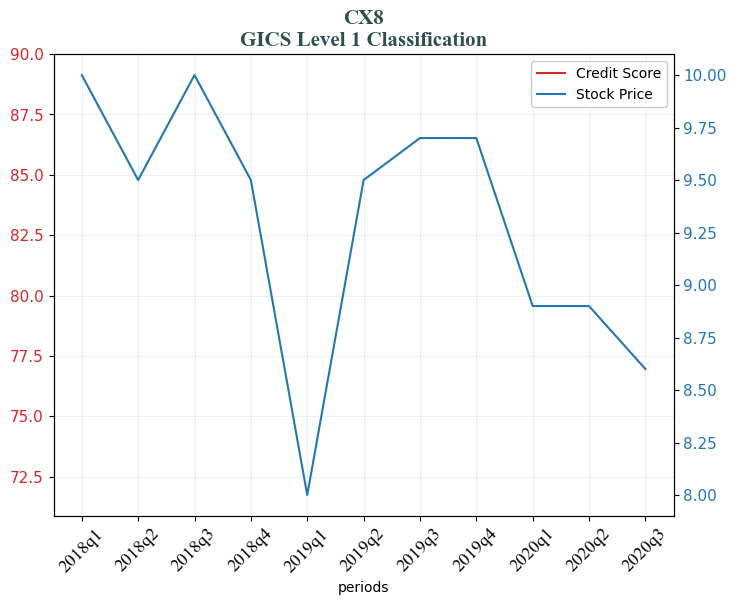 CX8
GICS Level 1 Classification
90.0
87.5
85.0
82.5
80.0
77.5
75.0
72.5
Credit Score
Stock Price
10.00
9.75
9.50
9.25
9.00
8.75
8.50
8.25
8.00
2018q1
2018q2
2018q3
2018q4
2019q1
2019q2
2019q3
2019q4
2020q1
2020q2
2020q3
periods